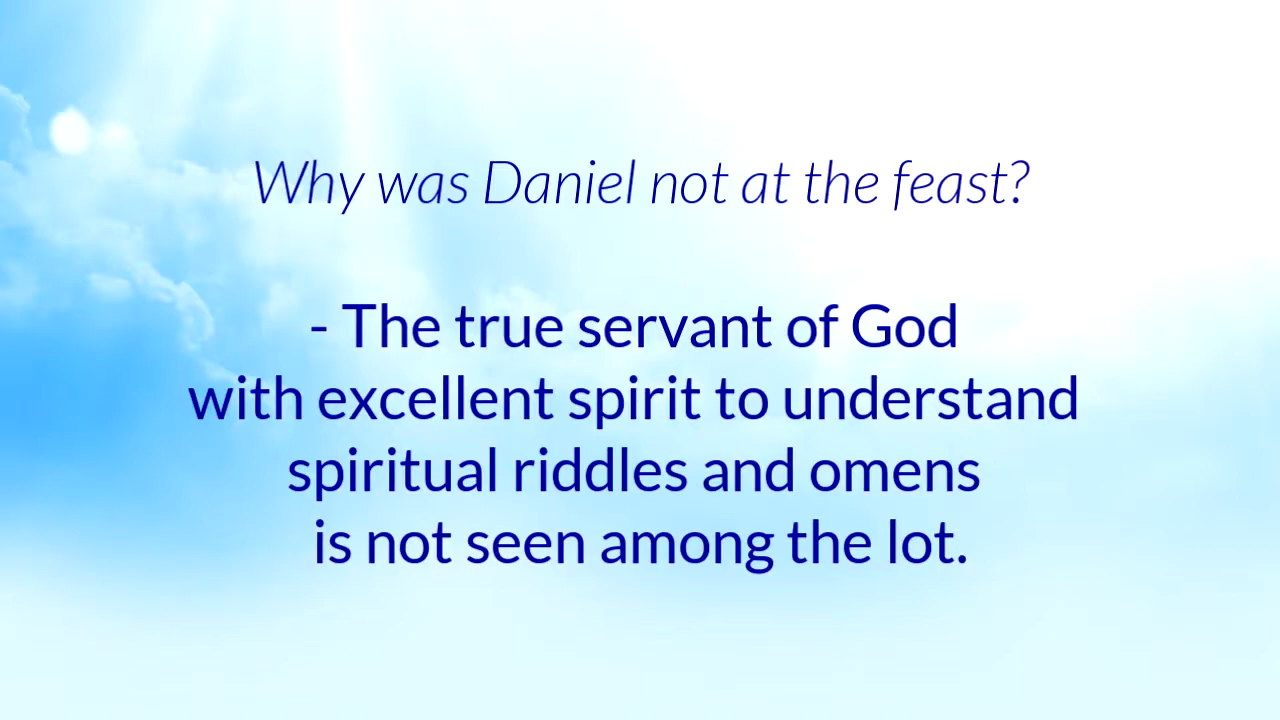 Why was Daniel not at the feast?
- The true servant of God
with excellent spirit to understand
spiritual riddles and omens
is not seen among the lot.